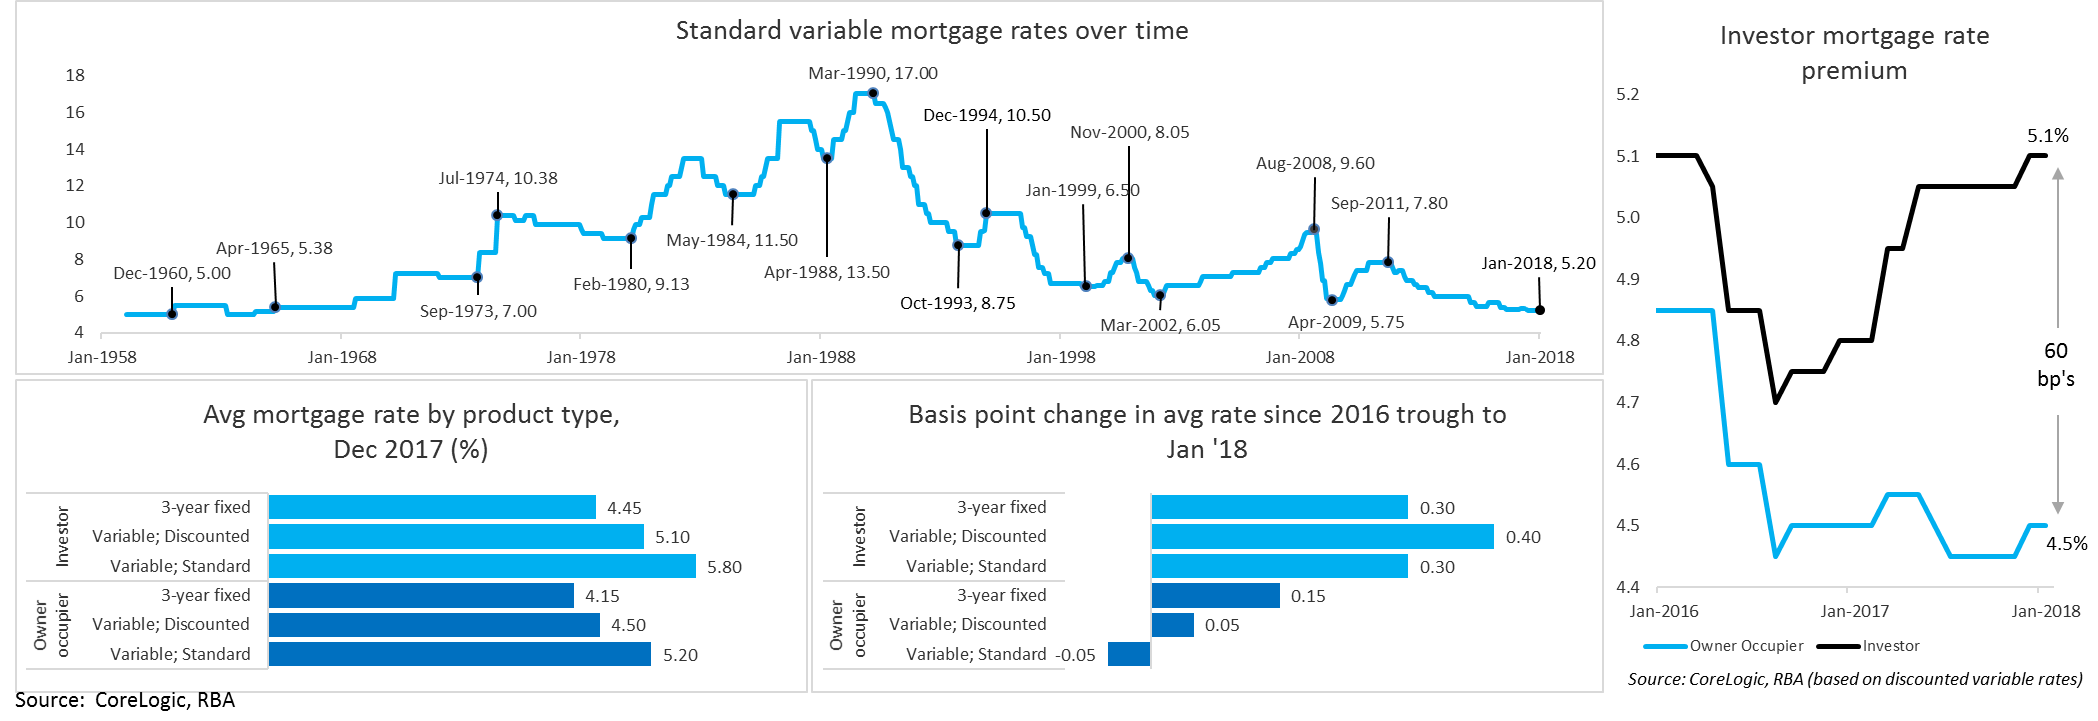 Standard variable mortgage rates over time
18
16
14
12
10
8
6
4
Mar-1990, 17.00
Dec-1994, 10.50
Nov-2000, 8.05
Aug-2008, 9.60
Jul-1974, 10.38
Jan-1999, 6.50
Sep-2011, 7.80
Apr-1965, 5.38
May-1984, 11.50
Dec-1960, 5.00
Feb-1980, 9.13
Apr-1988, 13.50
Jan-2018, 5.20
Sep-1973, 7.00
Oct-1993, 8.75
Mar-2002, 6.05
Apr-2009, 5.75
Jan-1958
Jan-1968
Jan-1978
Jan-1988
Jan-1998
Jan-2008
Jan-2018
Avg mortgage rate by product type,
Dec 2017 (%)
Investor
3-year fixed
4.45
Variable; Discounted
5.10
Variable; Standard
5.80
Owner
occupier
3-year fixed
4.15
Variable; Discounted
4.50
Variable; Standard
5.20
Basis point change in avg rate since 2016 trough to
Jan '18
Investor
3-year fixed
0.30
Variable; Discounted
0.40
Variable; Standard
0.30
Owner
occupier
3-year fixed
0.15
Variable; Discounted
0.05
Variable; Standard
-0.05
Source: CoreLogic, RBA
Investor mortgage rate
premium
5.2
5.1
5.0
4.9
4.8
4.7
4.6
4.5
4.4
5.1%
60
bp's
4.5%
Jan-2016
Jan-2017
Jan-2018
Owner Occupier
Investor
Source: CoreLogic, RBA (based on discounted variable rates)